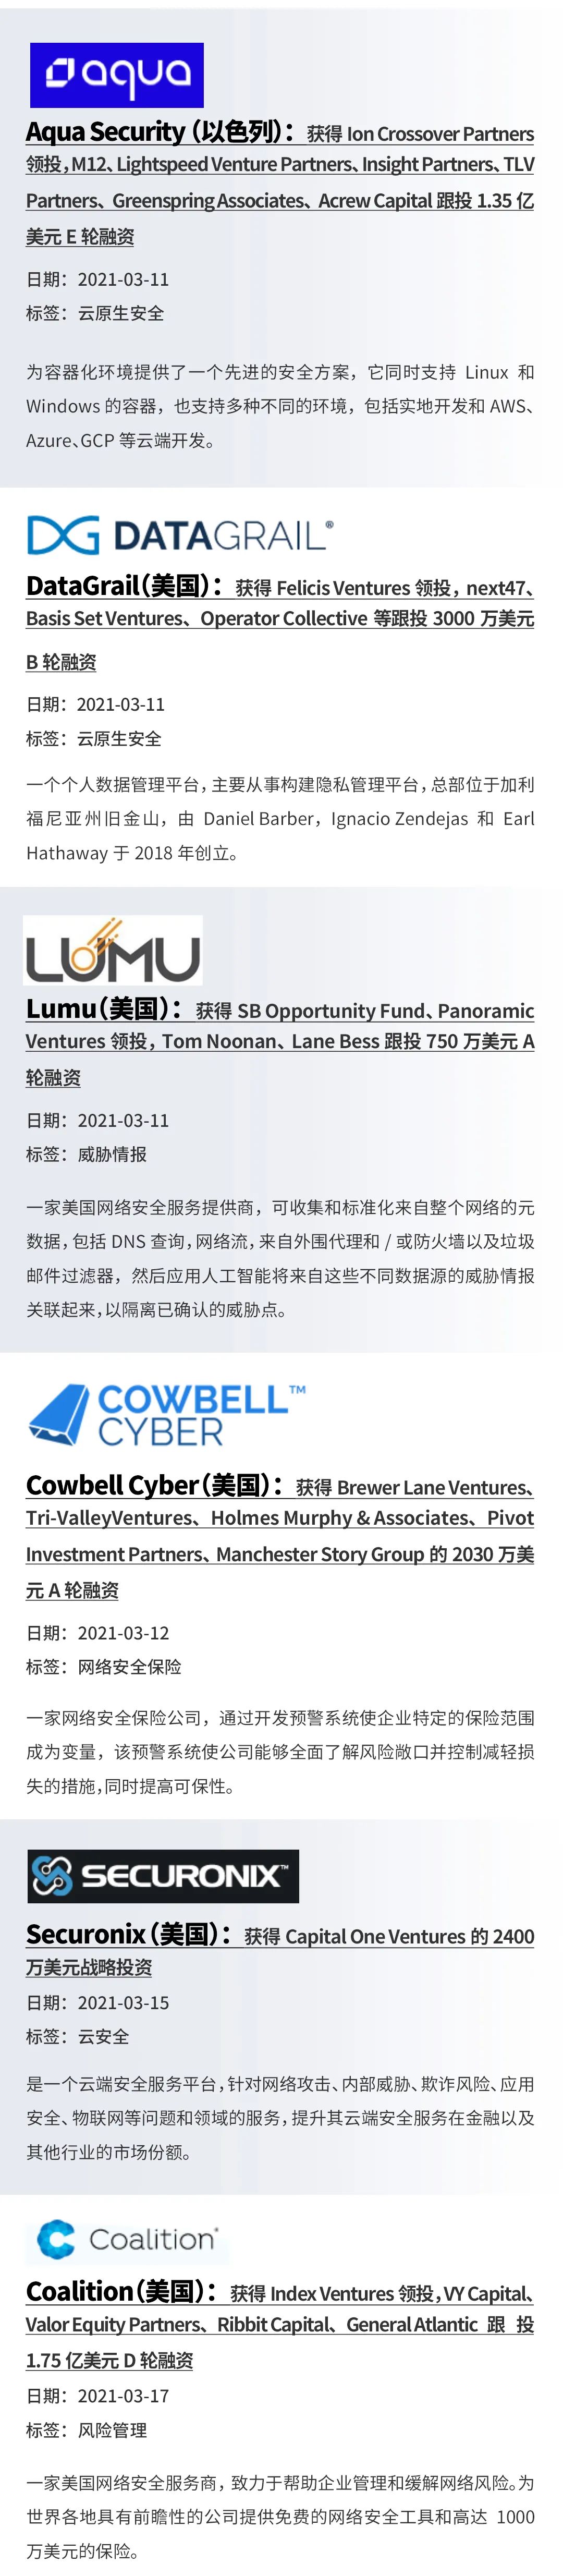 aqua
Aqua Security（以色列）：获得 Ion Crossover Partners
领投，M12、Lightspeed Venture Partners、Insight Partners、TLV
Partners、Greenspring Associates、Acrew Capital 跟投 1.35 亿
美元 E 轮融资
日期：2021-03-11
标签：云原生安全
为容器化环境提供了一个先进的安全方案，它同时支持 Linux 和
Windows 的容器，也支持多种不同的环境，包括实地开发和 AWS、
Azure、GCP 等云端开发。
DG DATAGRAIL®
DataGrail（美国）：获得 Felicis Ventures 领投，next47、
Basis Set Ventures、Operator Collective 等跟投 3000 万美元
B 轮融资
日期：2021-03-11
标签：云原生安全
一个个人数据管理平台，主要从事构建隐私管理平台，总部位于加利
福尼亚州旧金山，由 Daniel Barber，Ignacio Zendejas 和 Earl
Hathaway 于 2018 年创立。
LUMU
Lumu（美国）：获得 SB Opportunity Fund、Panoramic
Ventures 领投，Tom Noonan、Lane Bess 跟投 750 万美元 A
轮融资
日期：2021-03-11
标签：威胁情报
一家美国网络安全服务提供商，可收集和标准化来自整个网络的元
数据，包括 DNS 查询，网络流，来自外围代理和 / 或防火墙以及垃圾
邮件过滤器，然后应用人工智能将来自这些不同数据源的威胁情报
关联起来，以隔离已确认的威胁点。
COWBELL™
CYBER
Cowbell Cyber（美国）：获得 Brewer Lane Ventures、
Tri-ValleyVentures、Holmes Murphy & Associates、Pivot
Investment Partners、Manchester Story Group 的 2030 万美
元 A 轮融资
日期：2021-03-12
标签：网络安全保险
一家网络安全保险公司，通过开发预警系统使企业特定的保险范围
成为变量，该预警系统使公司能够全面了解风险敞口并控制减轻损
失的措施，同时提高可保性。
SECURONIX™
Securonix（美国）：获得 Capital One Ventures 的 2400
万美元战略投资
日期：2021-03-15
标签：云安全
是一个云端安全服务平台，针对网络攻击、内部威胁、欺诈风险、应用
安全、物联网等问题和领域的服务，提升其云端安全服务在金融以及
其他行业的市场份额。
Coalition
Coalition（美国）：获得 Index Ventures 领投，VY Capital、
Valor Equity Partners、Ribbit Capital、General Atlantic 跟 投
1.75 亿美元 D 轮融资
日期：2021-03-17
标签：风险管理
一家美国网络安全服务商，致力于帮助企业管理和缓解网络风险。为
世界各地具有前瞻性的公司提供免费的网络安全工具和高达 1000
万美元的保险。